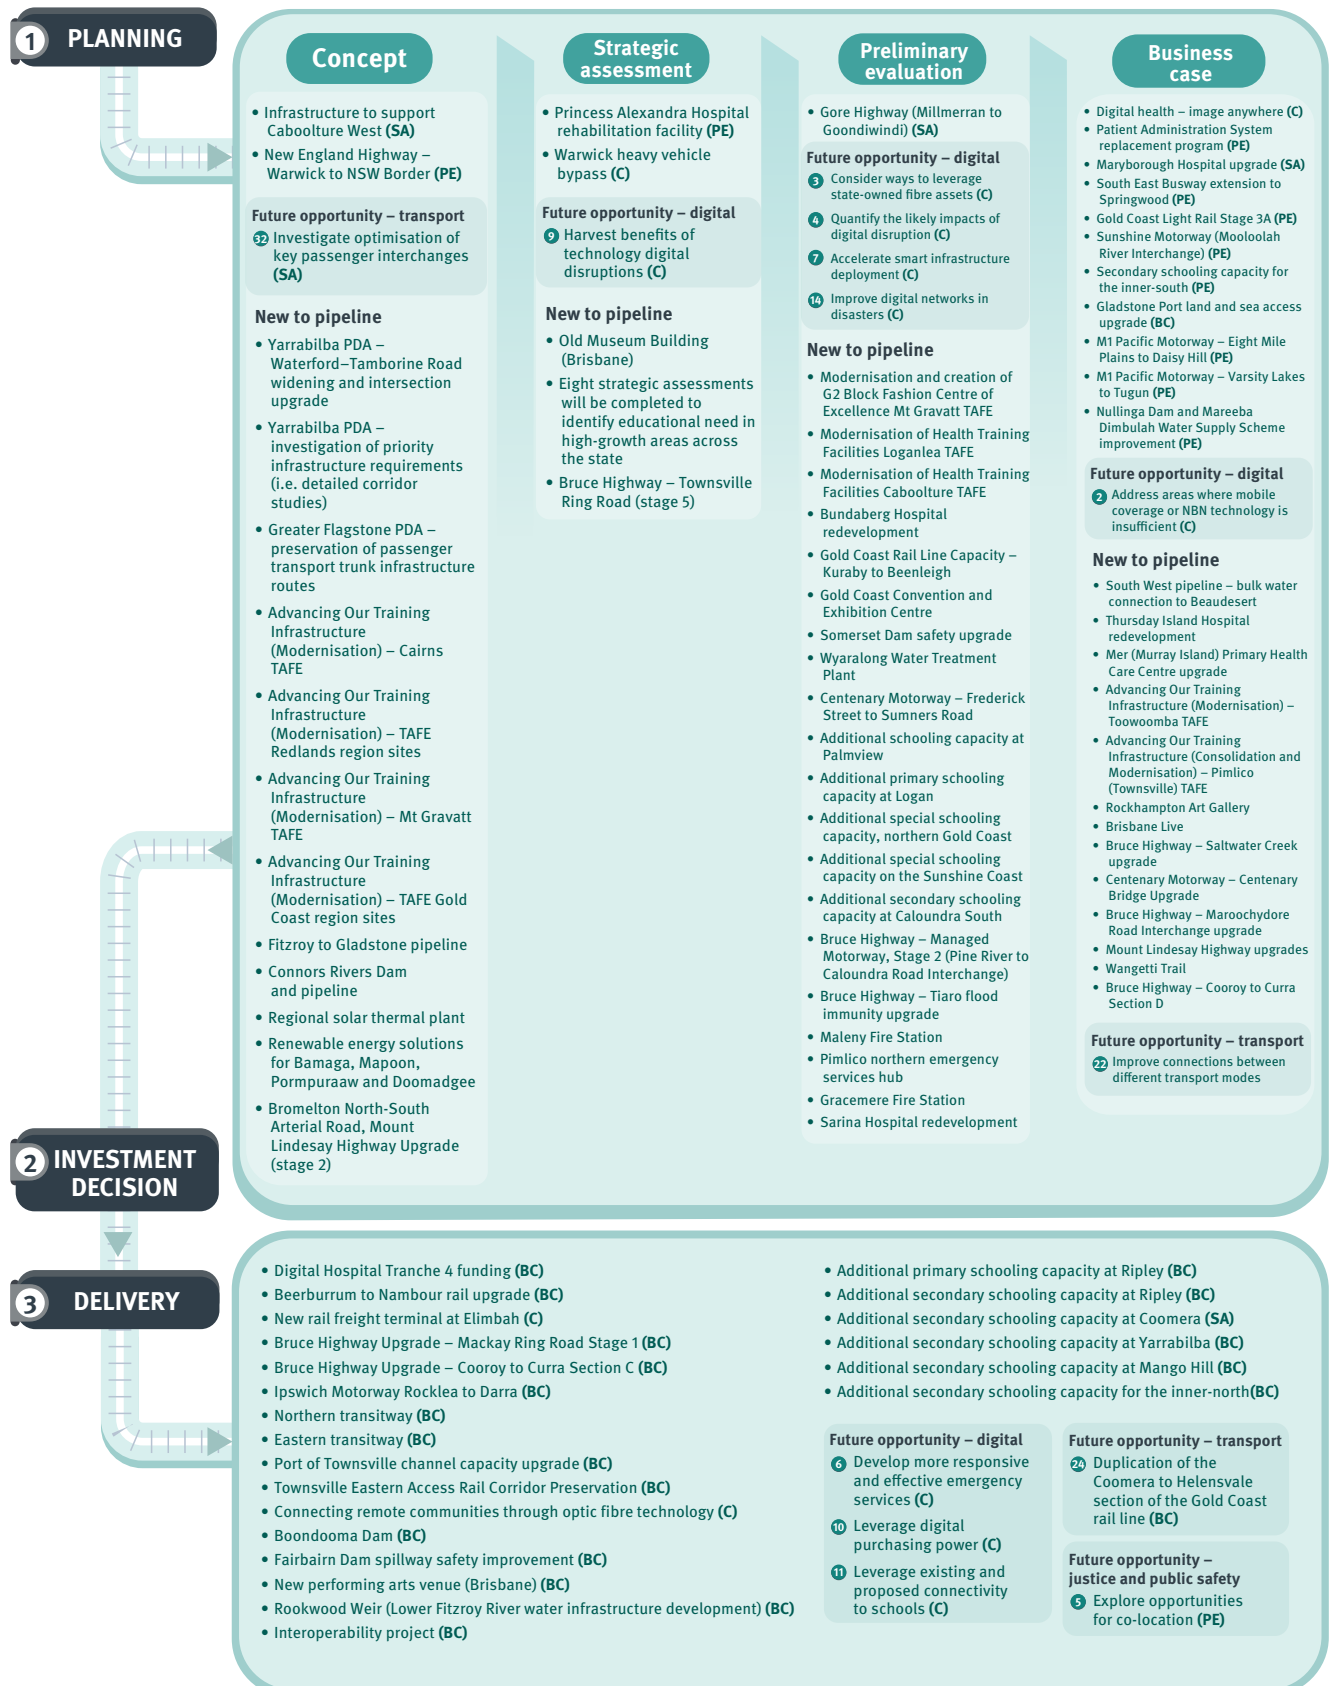 1 PLANNING
Concept
• Infrastructure to support
Caboolture West (SA)
• New England Highway –
Warwick to NSW Border (PE)
Future opportunity – transport
32 Investigate optimisation of
key passenger interchanges
(SA)
New to pipeline
• Yarrabilba PDA –
Waterford–Tamborine Road
widening and intersection
upgrade
• Yarrabilba PDA –
investigation of priority
infrastructure requirements
(i.e. detailed corridor
studies)
• Greater Flagstone PDA –
preservation of passenger
transport trunk infrastructure
routes
• Advancing Our Training
Infrastructure
(Modernisation) – Cairns
TAFE
• Advancing Our Training
Infrastructure
(Modernisation) – TAFE
Redlands region sites
• Advancing Our Training
Infrastructure
(Modernisation) – Mt Gravatt
TAFE
• Advancing Our Training
Infrastructure
(Modernisation) – TAFE Gold
Coast region sites
• Fitzroy to Gladstone pipeline
• Connors Rivers Dam
and pipeline
• Regional solar thermal plant
• Renewable energy solutions
for Bamaga, Mapoon,
Pormpuraaw and Doomadgee
• Bromelton North-South
Arterial Road, Mount
Lindesay Highway Upgrade
(stage 2)
Strategic
assessment
• Princess Alexandra Hospital
rehabilitation facility (PE)
• Warwick heavy vehicle
bypass (C)
Future opportunity – digital
9 Harvest benefits of
technology digital
disruptions (C)
New to pipeline
• Old Museum Building
(Brisbane)
• Eight strategic assessments
will be completed to
identify educational need in
high-growth areas across
the state
• Bruce Highway – Townsville
Ring Road (stage 5)
Preliminary
evaluation
• Gore Highway (Millmerran to
Goondiwindi) (SA)
Future opportunity – digital
3 Consider ways to leverage
state-owned fibre assets (C)
4 Quantify the likely impacts of
digital disruption (C)
7 Accelerate smart infrastructure
deployment (C)
14 Improve digital networks in
disasters (C)
New to pipeline
• Modernisation and creation of
G2 Block Fashion Centre of
Excellence Mt Gravatt TAFE
• Modernisation of Health Training
Facilities Loganlea TAFE
• Modernisation of Health Training
Facilities Caboolture TAFE
• Bundaberg Hospital
redevelopment
• Gold Coast Rail Line Capacity –
Kuraby to Beenleigh
• Gold Coast Convention and
Exhibition Centre
• Somerset Dam safety upgrade
• Wyaralong Water Treatment
Plant
• Centenary Motorway – Frederick
Street to Sumners Road
• Additional schooling capacity at
Palmview
• Additional primary schooling
capacity at Logan
• Additional special schooling
capacity, northern Gold Coast
• Additional special schooling
capacity on the Sunshine Coast
• Additional secondary schooling
capacity at Caloundra South
• Bruce Highway – Managed
Motorway, Stage 2 (Pine River to
Caloundra Road Interchange)
• Bruce Highway – Tiaro flood
immunity upgrade
• Maleny Fire Station
• Pimlico northern emergency
services hub
• Gracemere Fire Station
• Sarina Hospital redevelopment
Business
case
• Digital health – image anywhere (C)
• Patient Administration System
replacement program (PE)
• Maryborough Hospital upgrade (SA)
• South East Busway extension to
Springwood (PE)
• Gold Coast Light Rail Stage 3A (PE)
• Sunshine Motorway (Mooloolah
River Interchange) (PE)
• Secondary schooling capacity for
the inner-south (PE)
• Gladstone Port land and sea access
upgrade (BC)
• M1 Pacific Motorway – Eight Mile
Plains to Daisy Hill (PE)
• M1 Pacific Motorway – Varsity Lakes
to Tugun (PE)
• Nullinga Dam and Mareeba
Dimbulah Water Supply Scheme
improvement (PE)
Future opportunity – digital
2 Address areas where mobile
coverage or NBN technology is
insufficient (C)
New to pipeline
• South West pipeline – bulk water
connection to Beaudesert
• Thursday Island Hospital
redevelopment
• Mer (Murray Island) Primary Health
Care Centre upgrade
• Advancing Our Training
Infrastructure (Modernisation) –
Toowoomba TAFE
• Advancing Our Training
Infrastructure (Consolidation and
Modernisation) – Pimlico
(Townsville) TAFE
• Rockhampton Art Gallery
• Brisbane Live
• Bruce Highway – Saltwater Creek
upgrade
• Centenary Motorway – Centenary
Bridge Upgrade
• Bruce Highway – Maroochydore
Road Interchange upgrade
• Mount Lindesay Highway upgrades
• Wangetti Trail
• Bruce Highway – Cooroy to Curra
Section D
Future opportunity – transport
22 Improve connections between
different transport modes
2 INVESTMENT
DECISION
3 DELIVERY
• Digital Hospital Tranche 4 funding (BC)
• Beerburrum to Nambour rail upgrade (BC)
• New rail freight terminal at Elimbah (C)
• Bruce Highway Upgrade – Mackay Ring Road Stage 1 (BC)
• Bruce Highway Upgrade – Cooroy to Curra Section C (BC)
• Ipswich Motorway Rocklea to Darra (BC)
• Northern transitway (BC)
• Eastern transitway (BC)
• Port of Townsville channel capacity upgrade (BC)
• Townsville Eastern Access Rail Corridor Preservation (BC)
• Connecting remote communities through optic fibre technology (C)
• Boondooma Dam (BC)
• Fairbairn Dam spillway safety improvement (BC)
• New performing arts venue (Brisbane) (BC)
• Rookwood Weir (Lower Fitzroy River water infrastructure development) (BC)
• Interoperability project (BC)
• Additional primary schooling capacity at Ripley (BC)
• Additional secondary schooling capacity at Ripley (BC)
• Additional secondary schooling capacity at Coomera (SA)
• Additional secondary schooling capacity at Yarrabilba (BC)
• Additional secondary schooling capacity at Mango Hill (BC)
• Additional secondary schooling capacity for the inner-north(BC)
Future opportunity – digital
6 Develop more responsive
and effective emergency
services (C)
10 Leverage digital
purchasing power (C)
11 Leverage existing and
proposed connectivity
to schools (C)
Future opportunity – transport
24 Duplication of the
Coomera to Helensvale
section of the Gold Coast
rail line (BC)
Future opportunity –
justice and public safety
5 Explore opportunities
for co-location (PE)